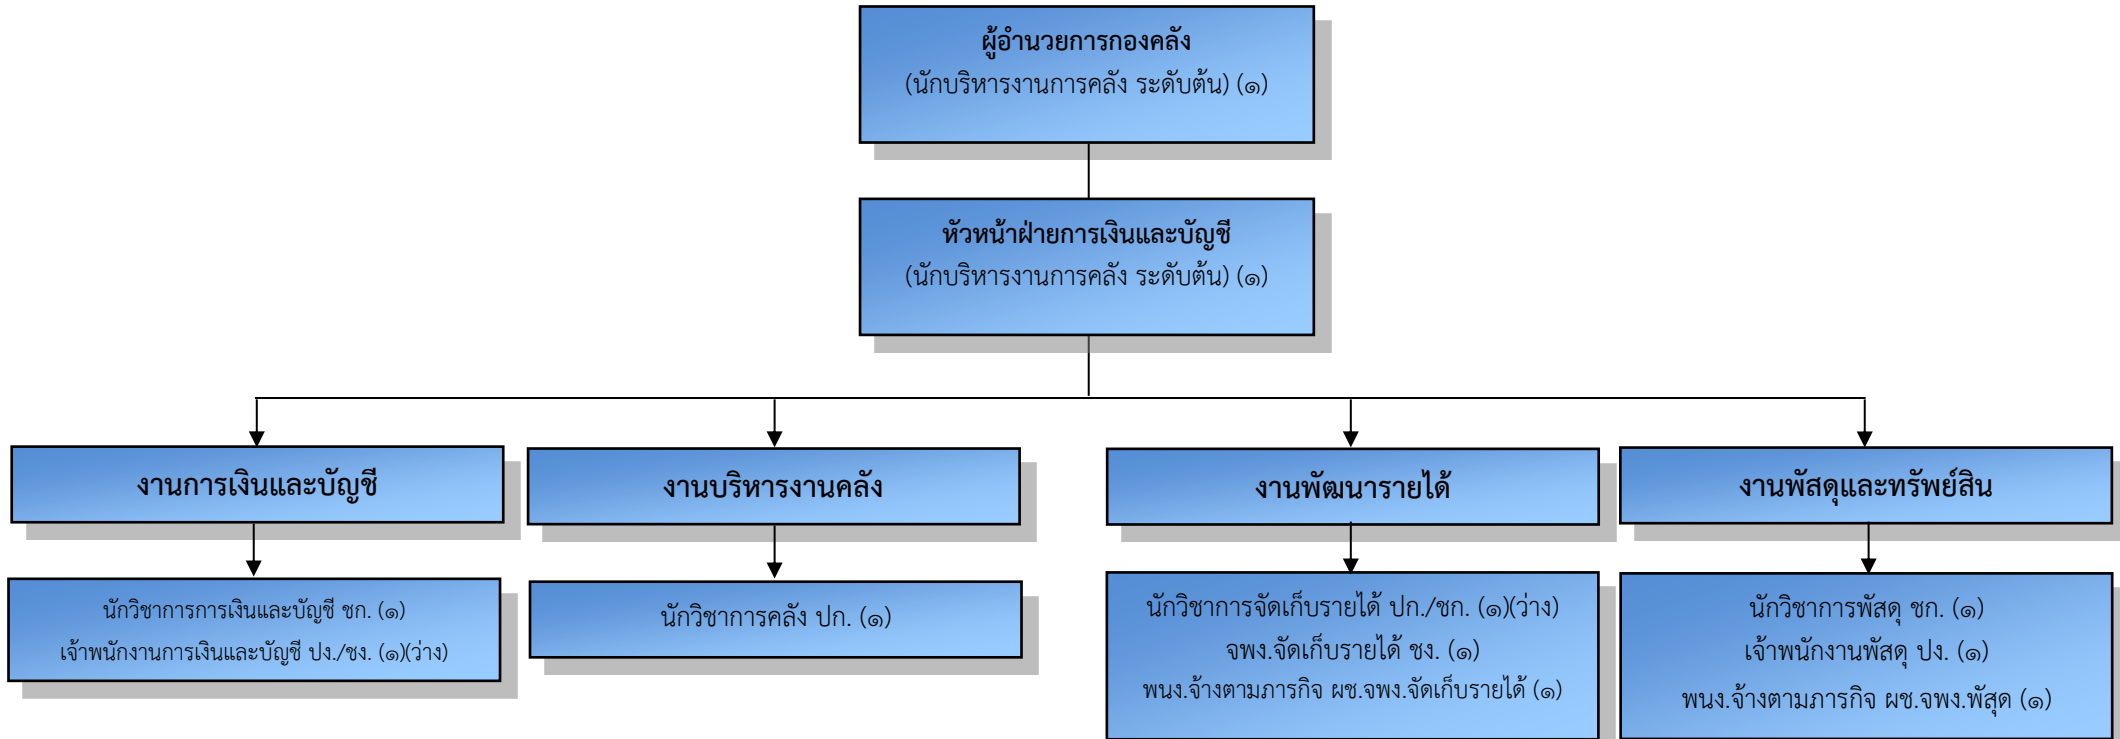 ผู้อำนวยการกองคลัง
(นักบริหารงานการคลัง ระดับต้น) (๑)
หัวหน้าฝ่ายการเงินและบัญชี
(นักบริหารงานการคลัง ระดับต้น) (๑)
งานการเงินและบัญชี
งานบริหารงานคลัง
งานพัฒนารายได้
งานพัสดุและทรัพย์สิน
นักวิชาการการเงินและบัญชี ชก. (๑)
เจ้าพนักงานการเงินและบัญชี ปง./ชง. (๑)(ว่าง)
นักวิชาการคลัง ปก. (๑)
นักวิชาการจัดเก็บรายได้ ปก./ชก. (๑)(ว่าง)
จพง.จัดเก็บรายได้ ชง. (๑)
พนง.จ้างตามภารกิจ ผช.จพง.จัดเก็บรายได้ (๑)
นักวิชาการพัสดุ ชก. (๑)
เจ้าพนักงานพัสดุ ปง. (๑)
พนง.จ้างตามภารกิจ ผช.จพง.พัสุด (๑)